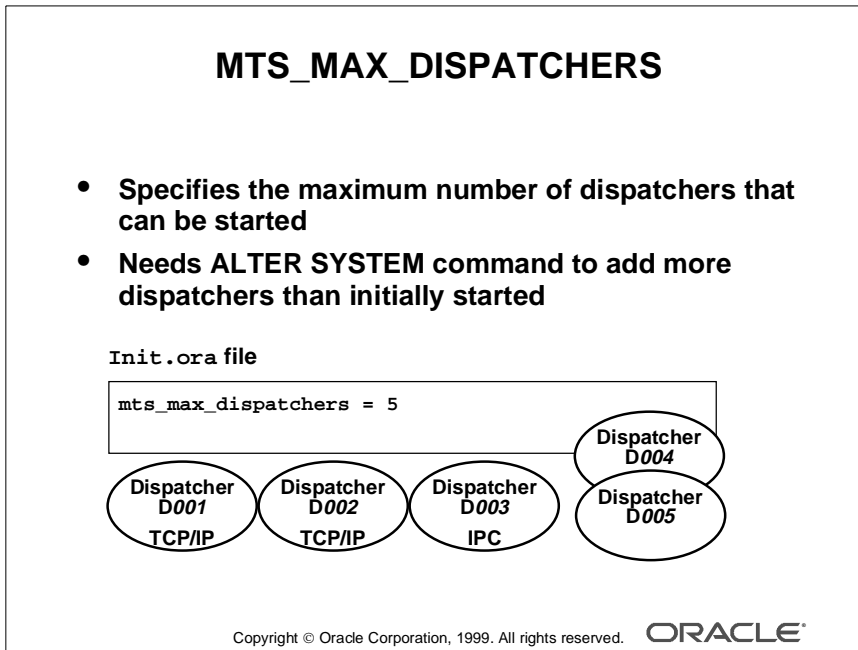 MTS_MAX_DISPATCHERS
• Specifies the maximum number of dispatchers that
can be started
• Needs ALTER SYSTEM command to add more
dispatchers than initially started
Init.ora file
mts_max_dispatchers = 5
Dispatcher
D001
TCP/IP
Dispatcher
D002
TCP/IP
Dispatcher
D003
IPC
Dispatcher
D004
Dispatcher
D005
Copyright © Oracle Corporation, 1999. All rights reserved.
ORACLE®